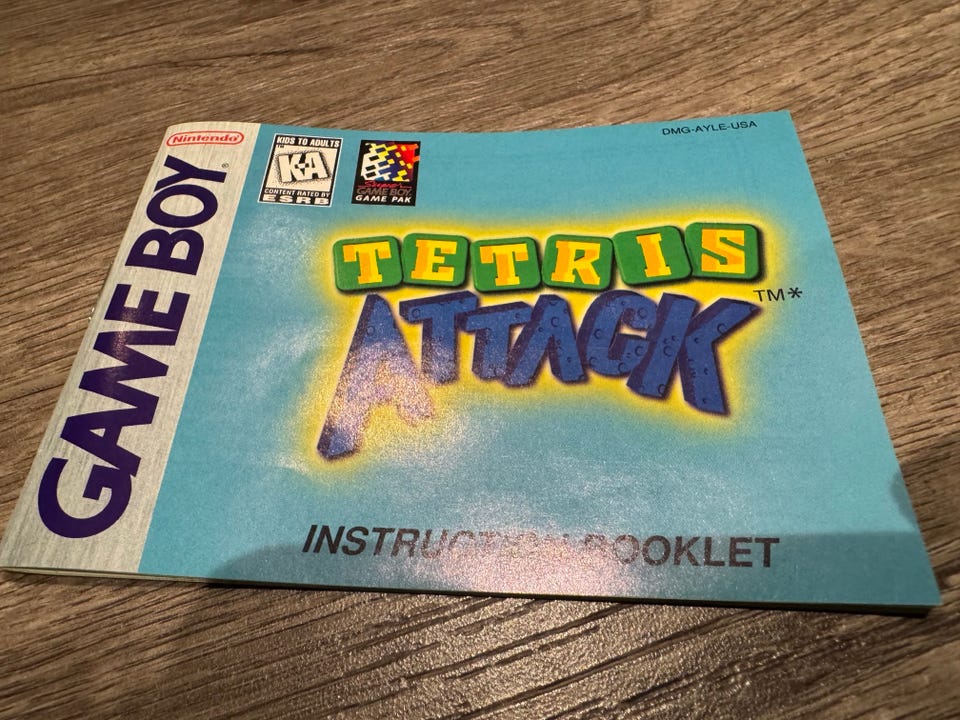 Nintendo®
GAME BOY®
KIDS TO ADULTS
K-A
CONTENT RATED BY
ESRB
Super
GAME BOY
GAME PAK
DMG-AYLE-USA
TETRIS
ATTACK
TM*
INSTRUCTION BOOKLET